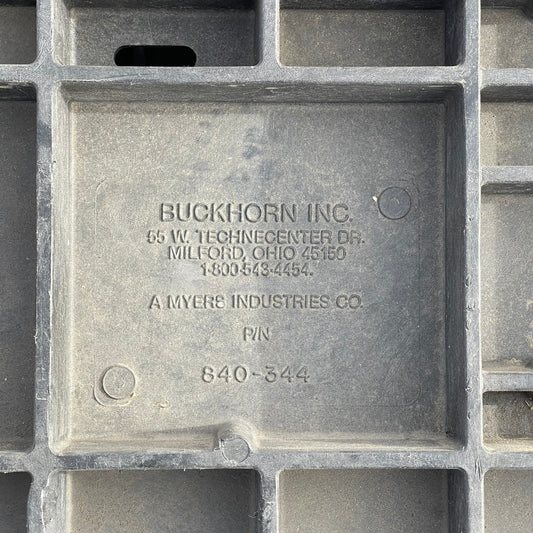 BUCKHORN INC.
55 W. TECHNECENTER DR.
MILFORD, OHIO 45150
1-800-543-4454.
A MYERS INDUSTRIES CO.
P/N
840-344